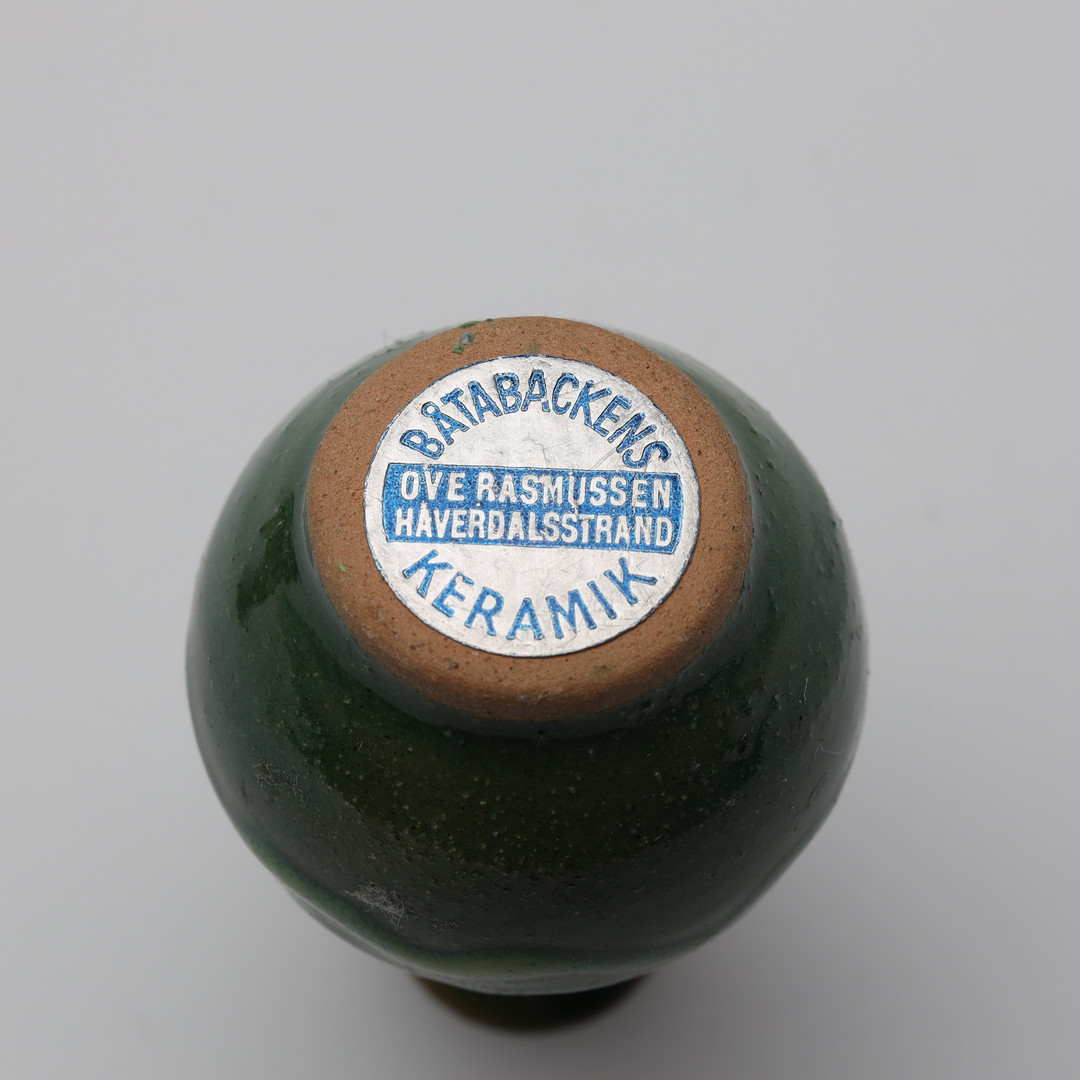 BÅTABACKENS
OVE RASMUSSEN
HAVERDALSSTRAND
KERAMIK